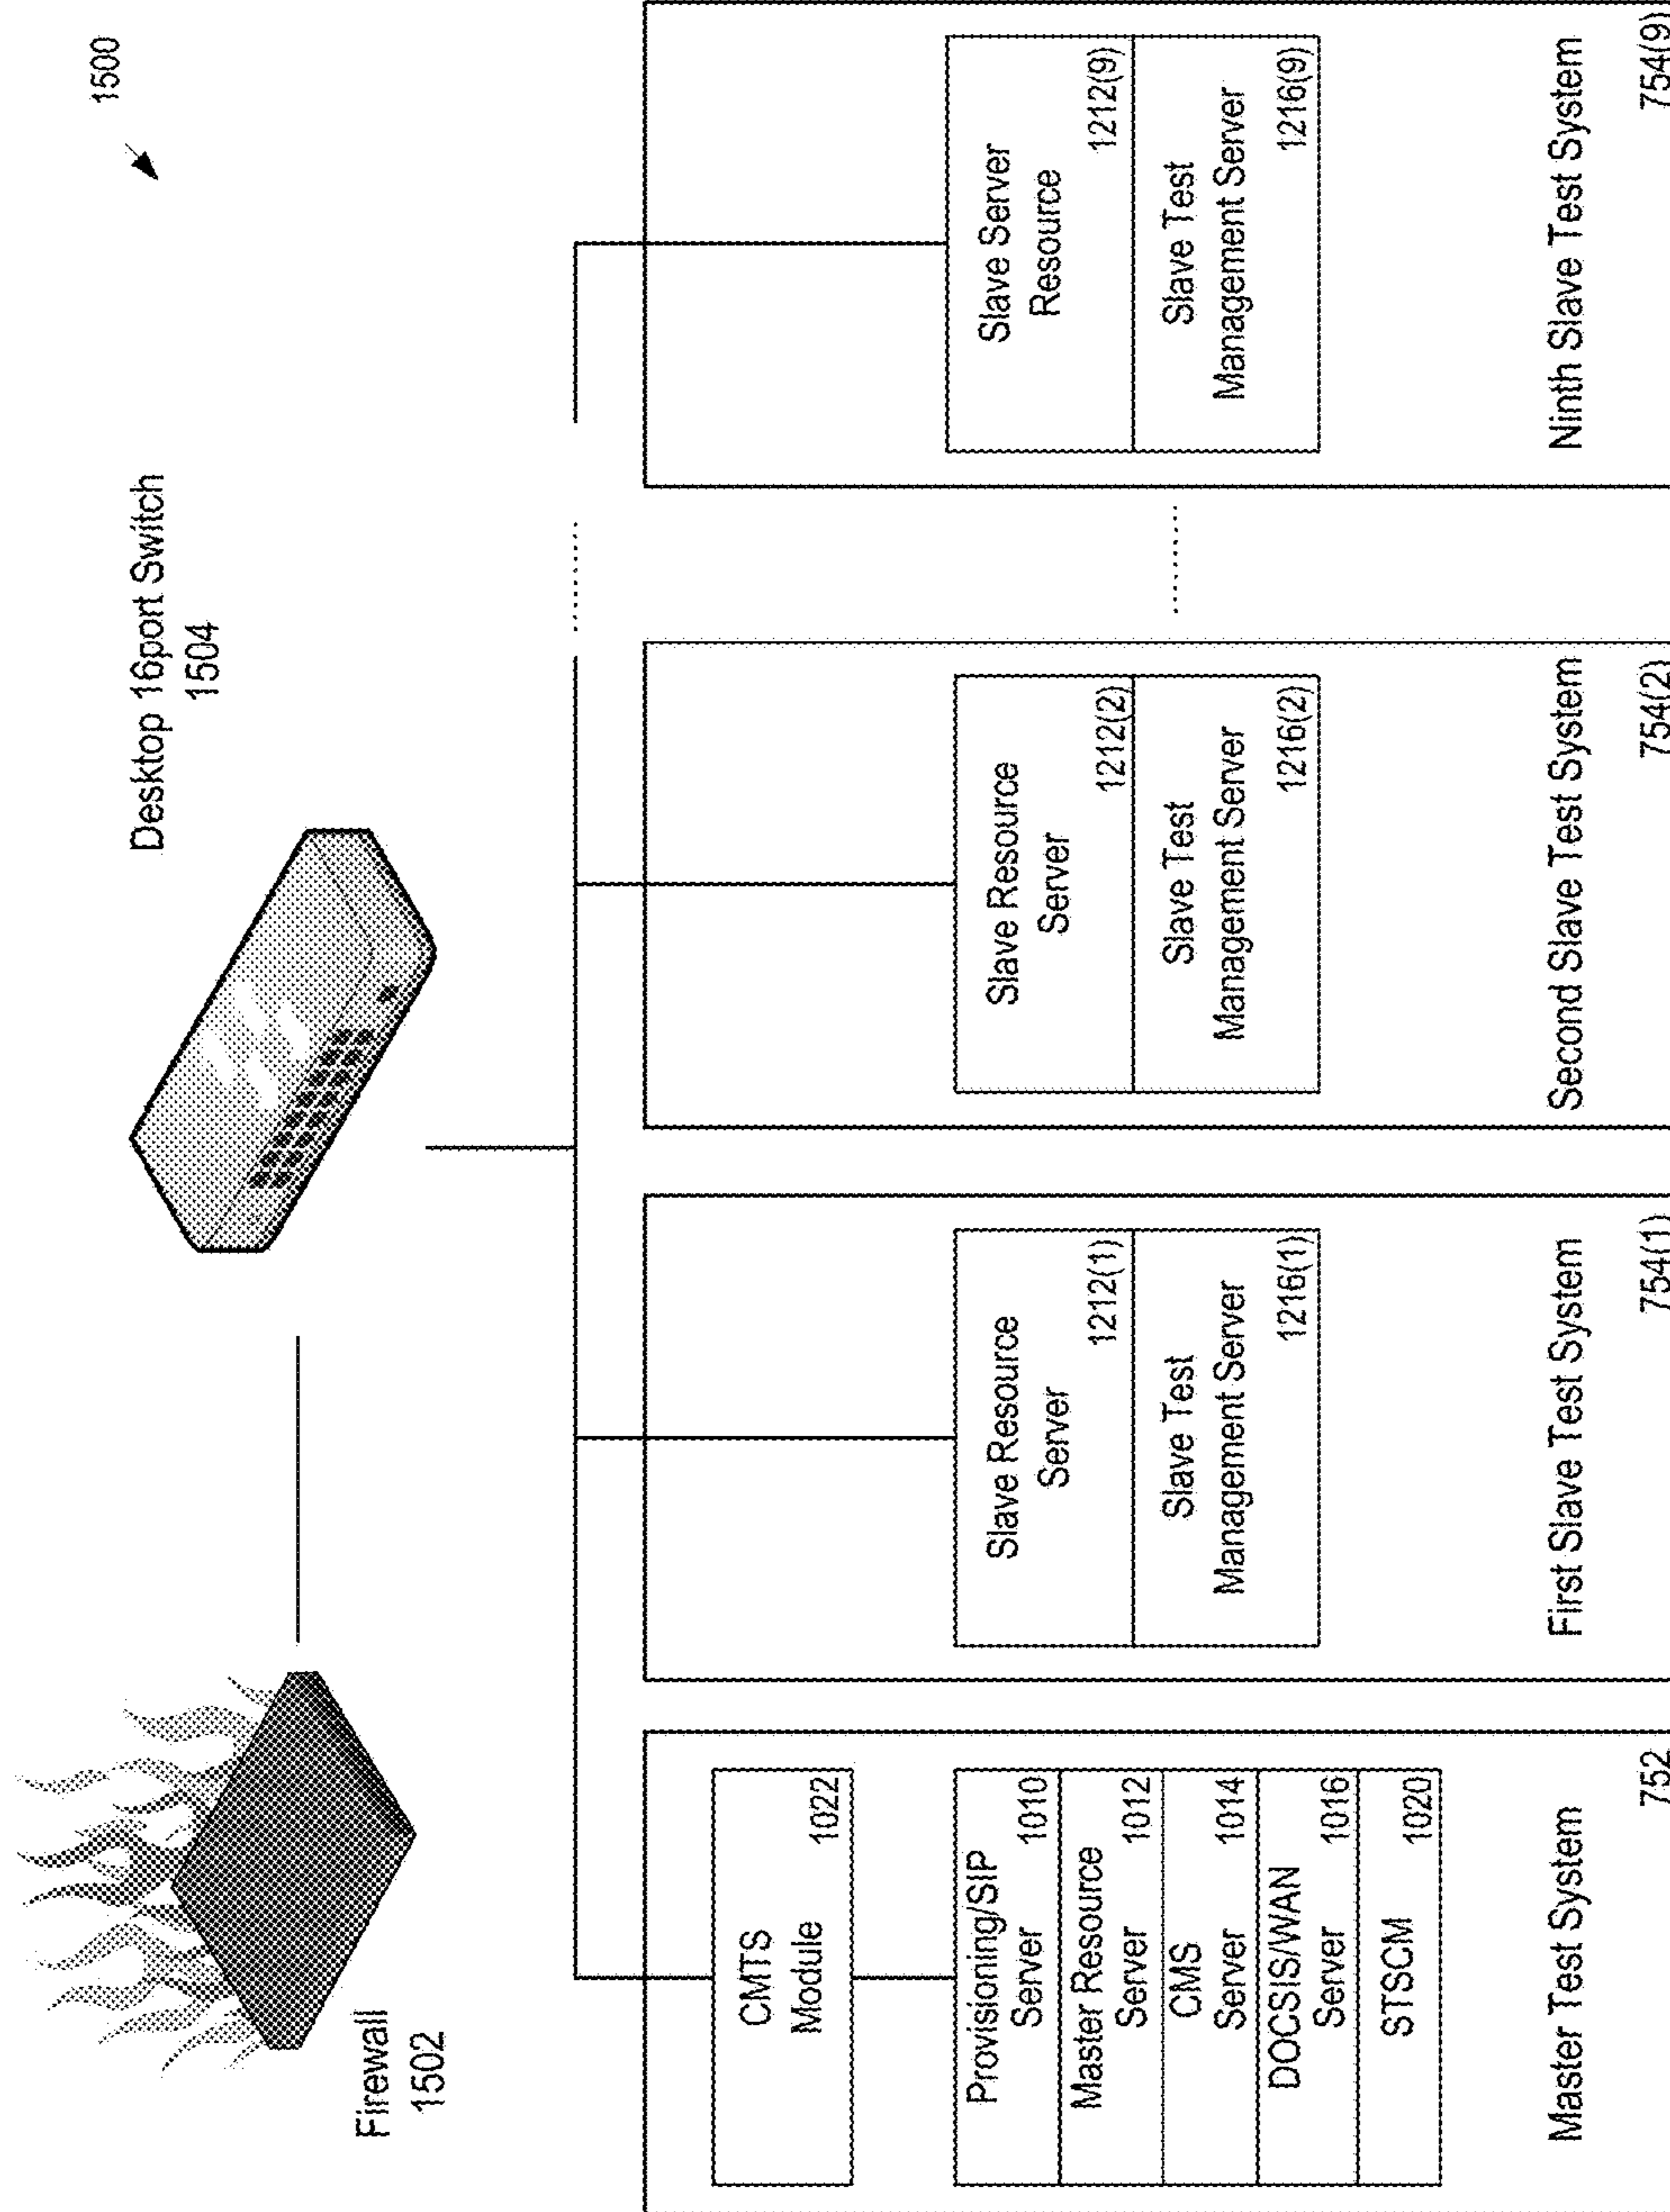 1500
Desktop 16port Switch
1504
Firewall
1502
CMTS
Module
1022
Provisioning/SIP
Server
1010
Master Resource
Server
1012
CMS
Server
1014
DOCSIS/WAN
Server
1016
STSCM
1020
Master Test System
752
Slave Resource
Server
1212(1)
Slave Test
Management Server
1216(1)
First Slave Test System
754(1)
Slave Resource
Server
1212(2)
Slave Test
Management Server
1216(2)
Second Slave Test System
754(2)
Slave Server
Resource
1212(9)
Slave Test
Management Server
1216(9)
Ninth Slave Test System
754(9)